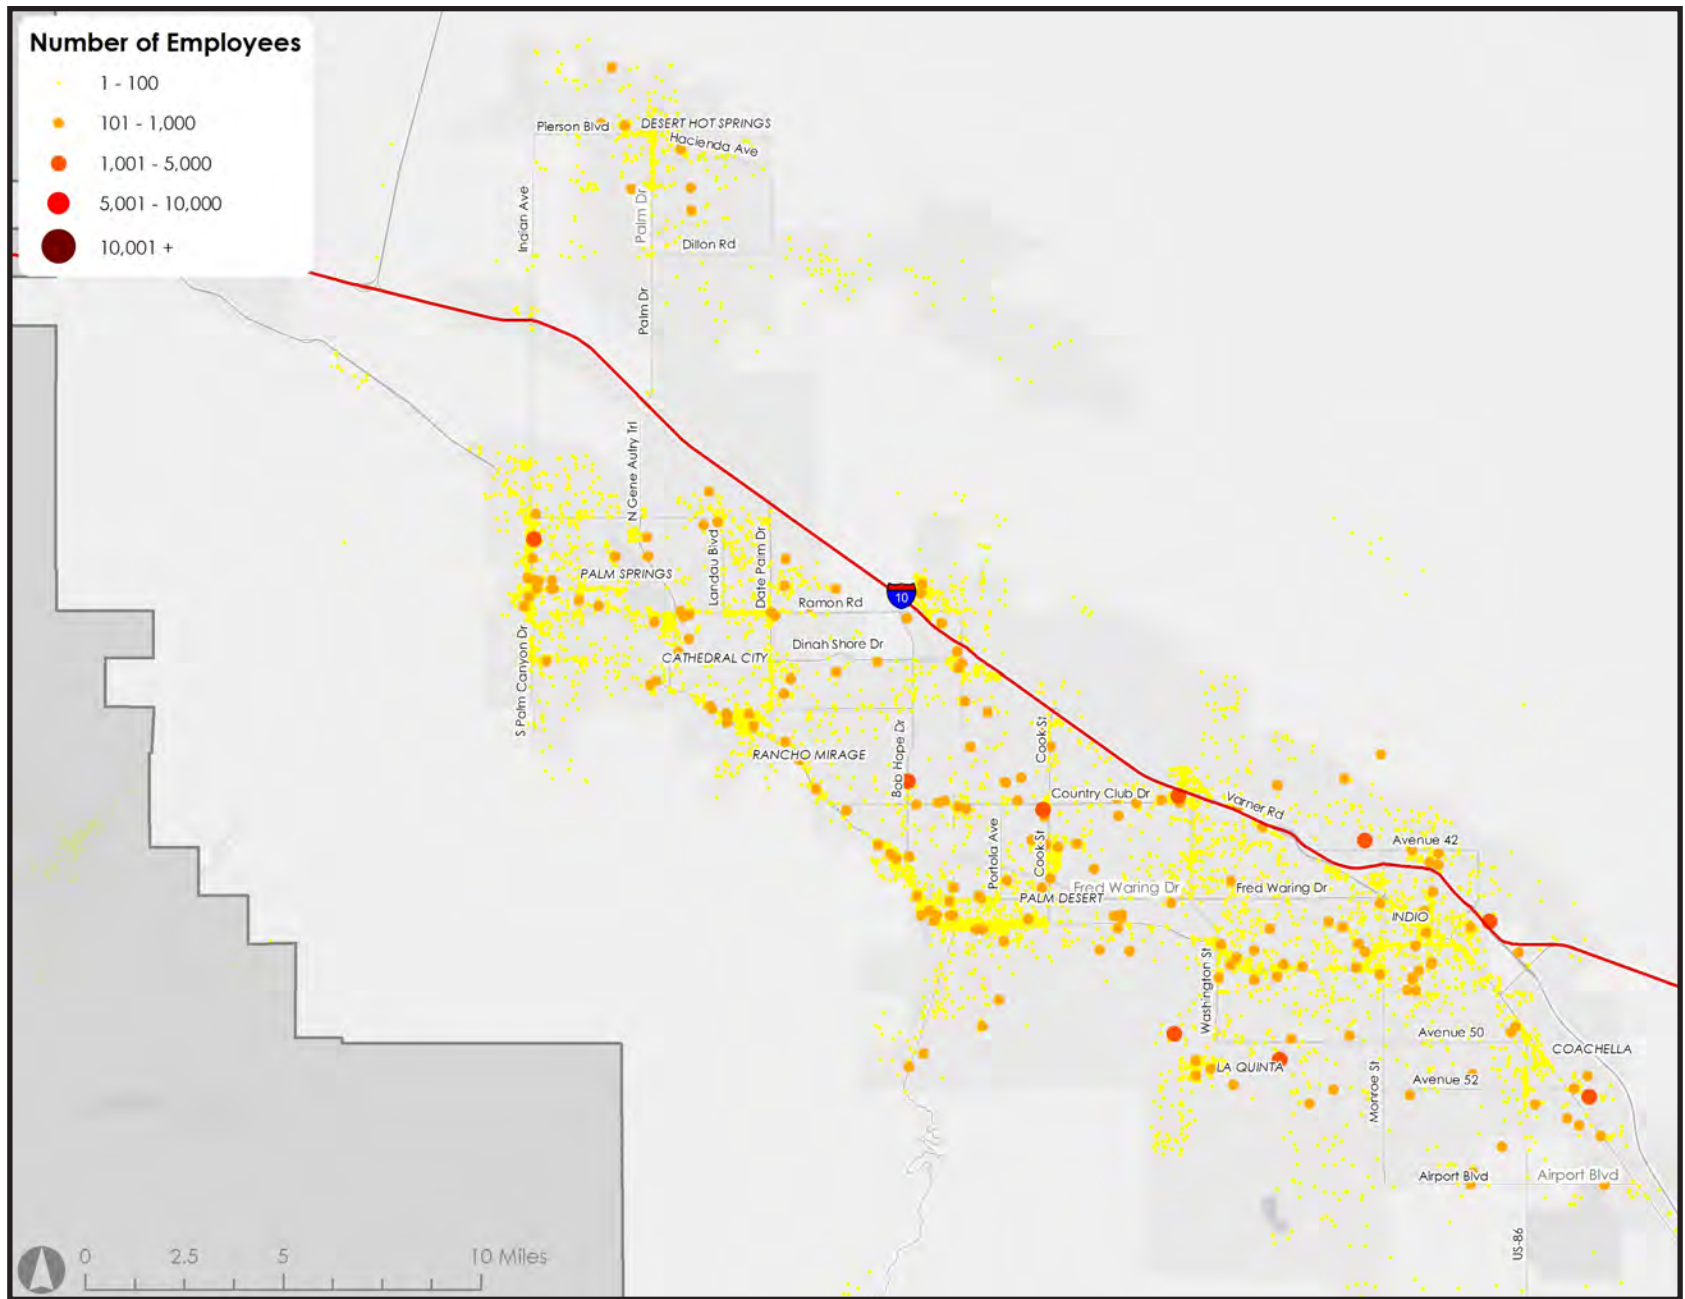 Number of Employees
1 - 100
101 - 1,000
1,001 - 5,000
5,001 - 10,000
10,001 +
Pierson Blvd
DESERT HOT SPRINGS
Hacienda Ave
Indian Ave
Palm Dr
Dillon Rd
Palm Dr
N Gene Autry Trl
Landau Blvd
Date Palm Dr
PALM SPRINGS
10
Ramon Rd
Dinah Shore Dr
CATHEDRAL CITY
S Palm Canyon Dr
Bob Hope Dr
Cook St
RANCHO MIRAGE
Country Club Dr
Varner Rd
Portola Ave
Cook St
Avenue 42
Fred Waring Dr
Fred Waring Dr
PALM DESERT
INDIO
Washington St
Avenue 50
COACHELLA
LA QUINTA
Avenue 52
Monroe St
Airport Blvd
Airport Blvd
US-86
0 2.5 5 10 Miles